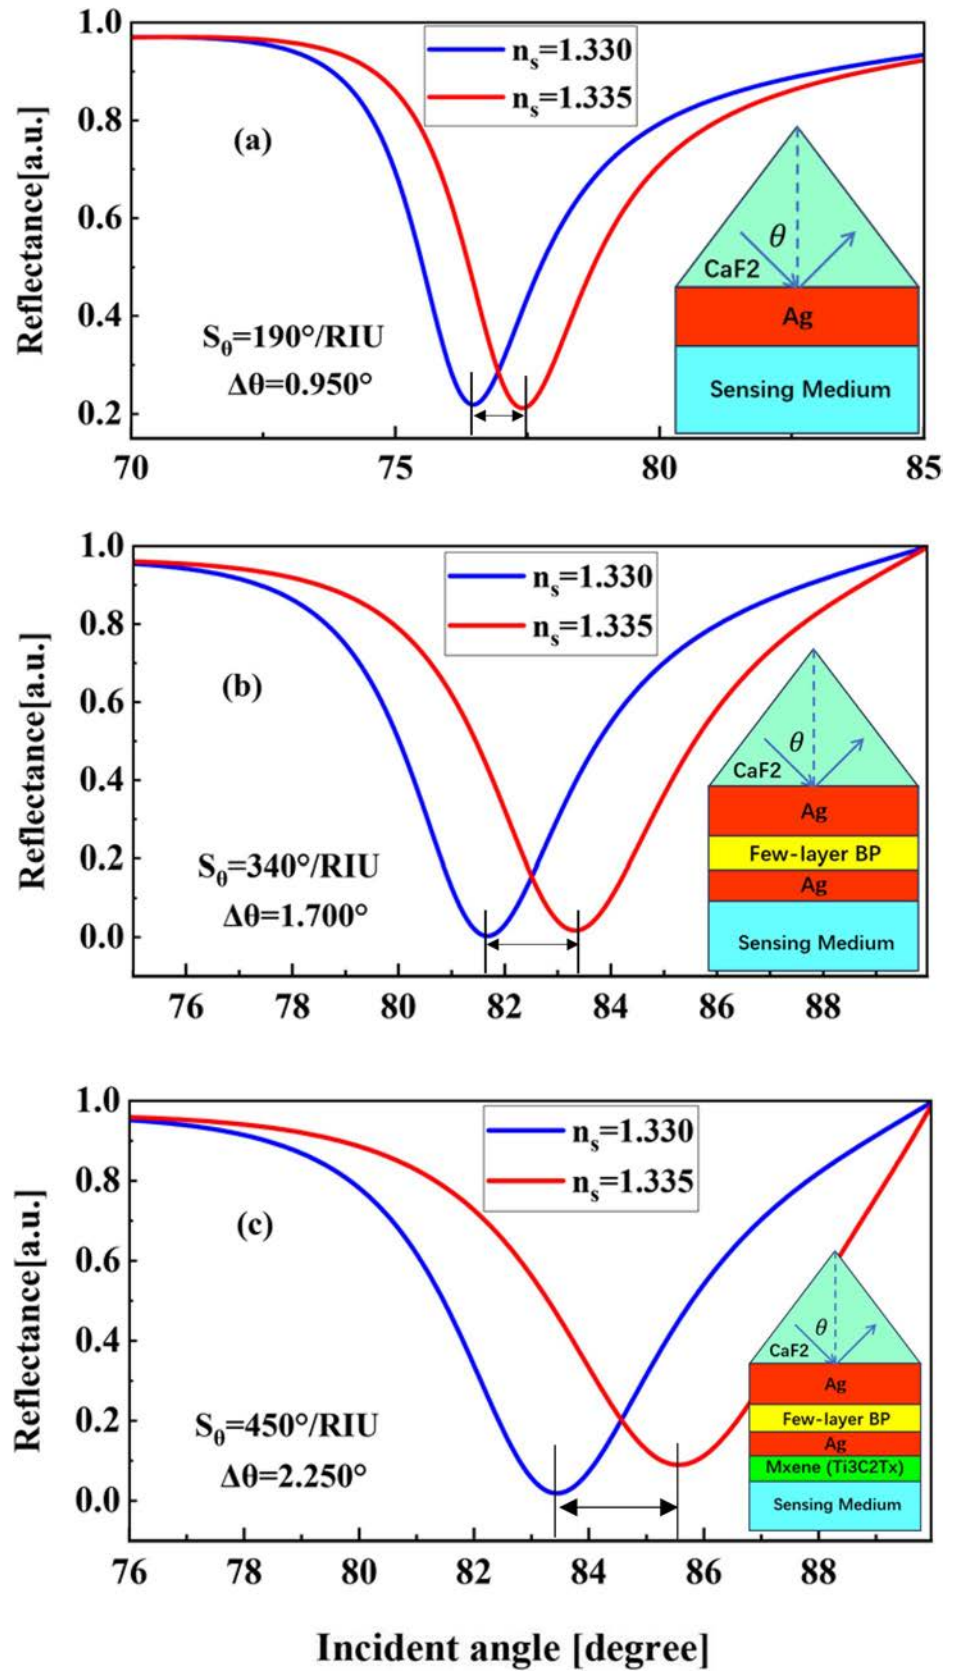 1.0
0.8
0.6
0.4
0.2
Reflectance[a.u.]
n_s=1.330
n_s=1.335
(a)
S_θ=190°/RIU
Δθ=0.950°
θ
CaF2
Ag
Sensing Medium
70 75 80 85
1.0
0.8
0.6
0.4
0.2
0.0
Reflectance[a.u.]
n_s=1.330
n_s=1.335
(b)
S_θ=340°/RIU
Δθ=1.700°
θ
CaF2
Ag
Few-layer BP
Ag
Sensing Medium
76 78 80 82 84 86 88
1.0
0.8
0.6
0.4
0.2
0.0
Reflectance[a.u.]
n_s=1.330
n_s=1.335
(c)
S_θ=450°/RIU
Δθ=2.250°
θ
CaF2
Ag
Few-layer BP
Ag
Mxene (Ti3C2Tx)
Sensing Medium
76 78 80 82 84 86 88
Incident angle [degree]